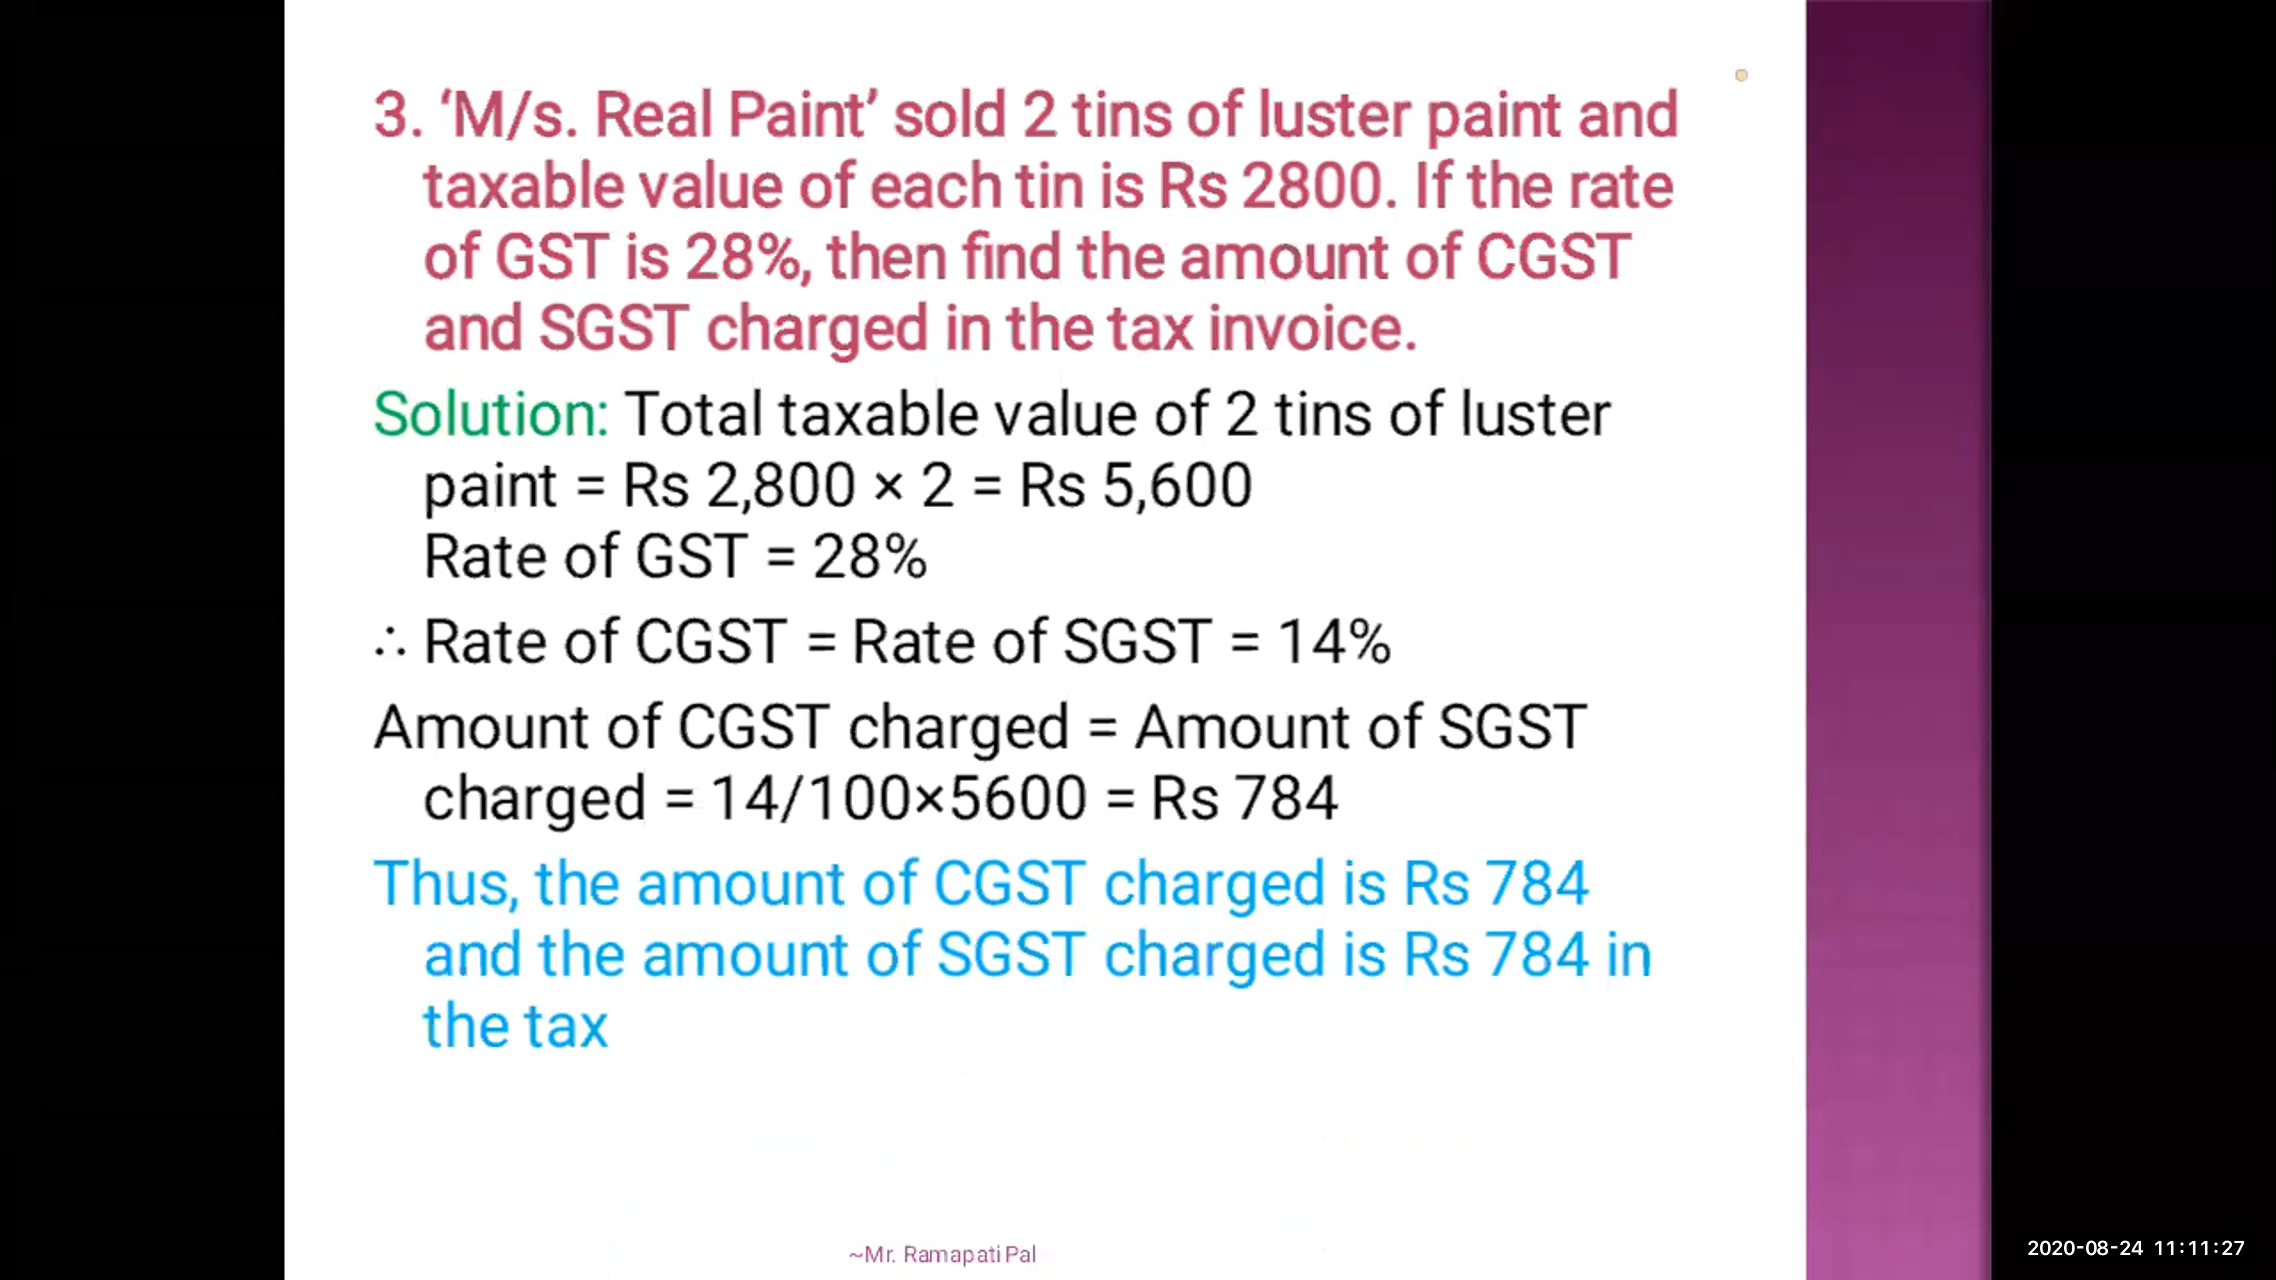 3. ‘M/s. Real Paint’ sold 2 tins of luster paint and
taxable value of each tin is Rs 2800. If the rate
of GST is 28%, then find the amount of CGST
and SGST charged in the tax invoice.
Solution: Total taxable value of 2 tins of luster
paint = Rs 2,800 × 2 = Rs 5,600
Rate of GST = 28%
∴ Rate of CGST = Rate of SGST = 14%
Amount of CGST charged = Amount of SGST
charged = 14/100×5600 = Rs 784
Thus, the amount of CGST charged is Rs 784
and the amount of SGST charged is Rs 784 in
the tax
~Mr. Ramapati Pal
2020-08-24 11:11:27